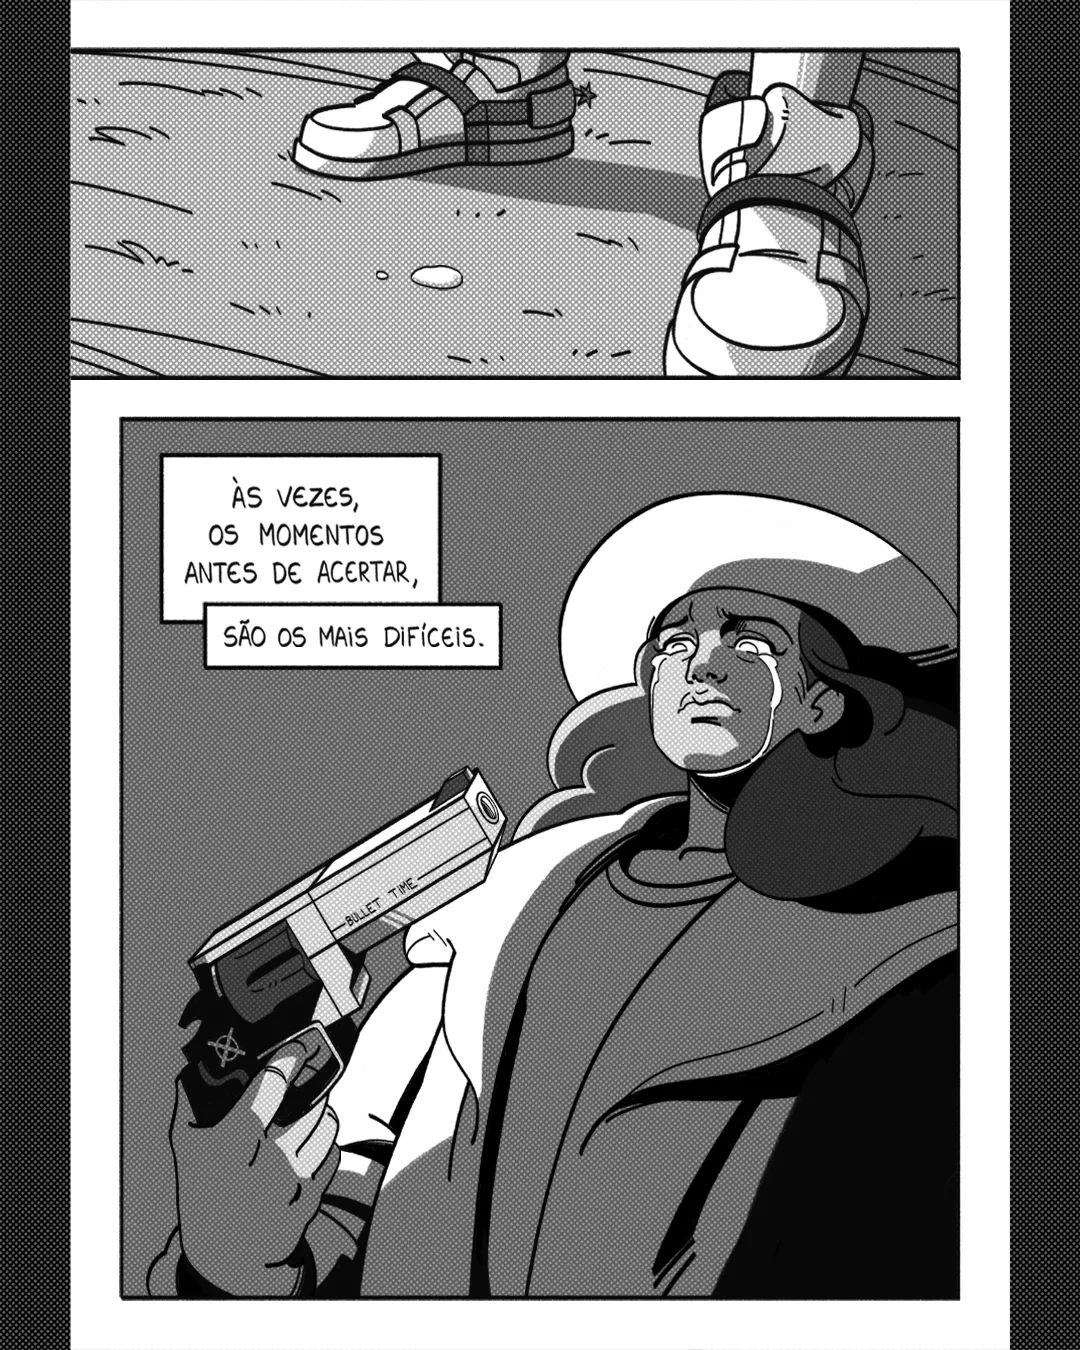 ÀS VEZES,
OS MOMENTOS
ANTES DE ACERTAR,
SÃO OS MAIS DIFÍCEIS.
BULLET TIME